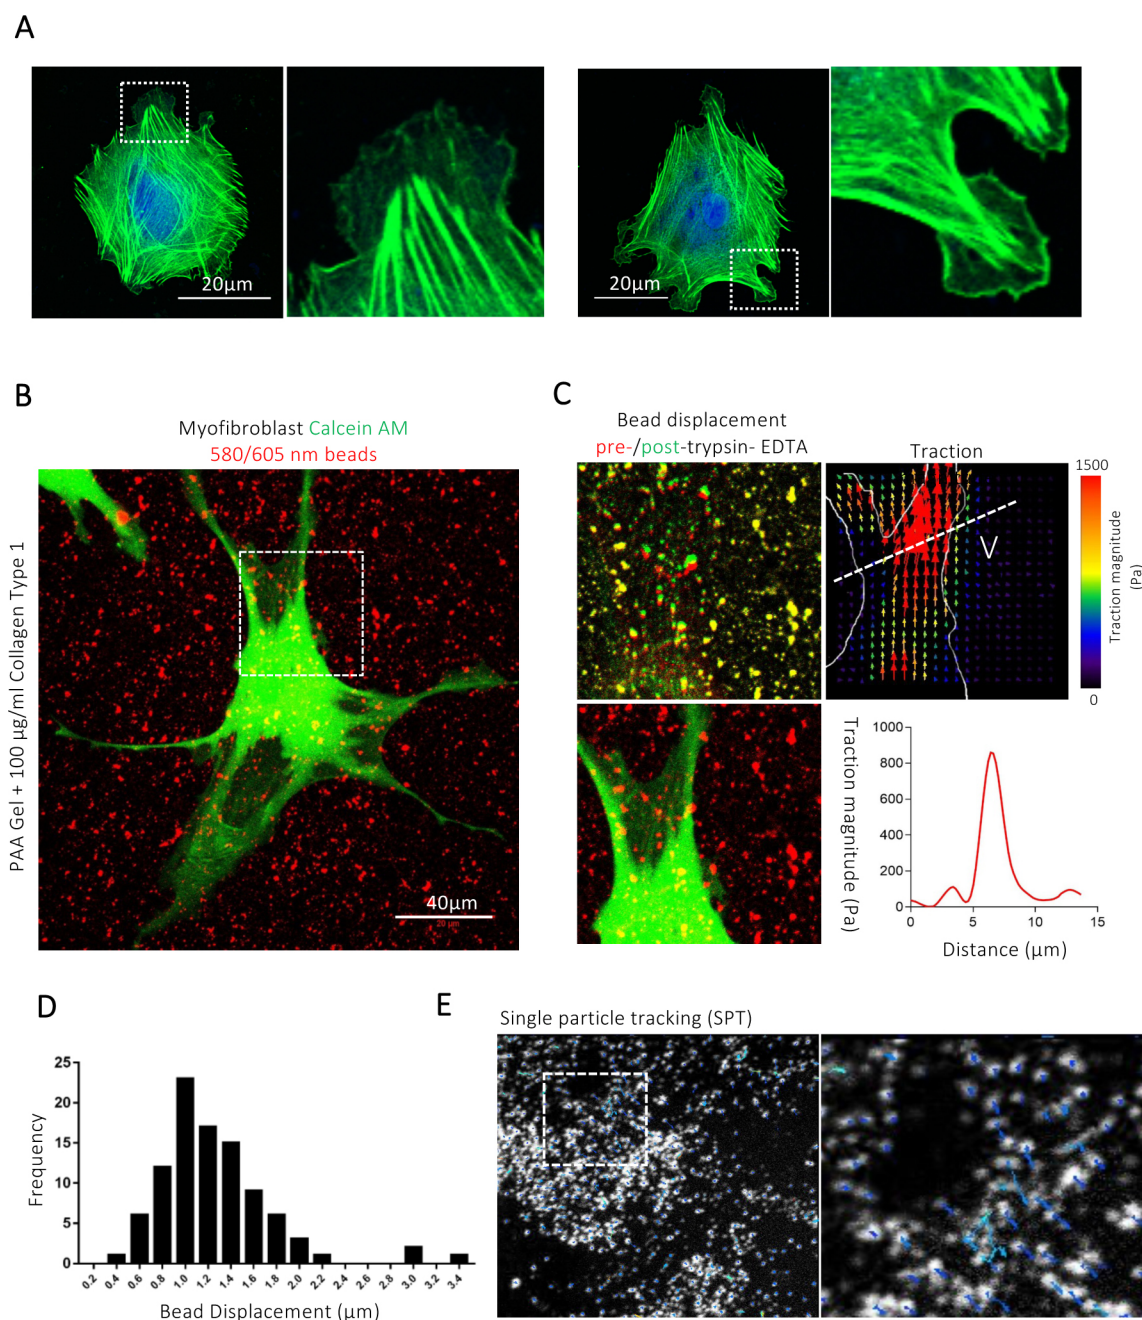 A
20µm
20µm
B
Myofibroblast Calcein AM
580/605 nm beads
PAA Gel + 100 µg/ml Collagen Type 1
40µm
20 µm
C
Bead displacement
pre-/post-trypsin- EDTA
Traction
V
1500
0
Traction magnitude
(Pa)
Traction magnitude (Pa)
1000
800
600
400
200
0
0 5 10 15
Distance (µm)
D
Frequency
25
20
15
10
5
0
0.2 0.4 0.6 0.8 1.0 1.2 1.4 1.6 1.8 2.0 2.2 2.4 2.6 2.8 3.0 3.2 3.4
Bead Displacement (µm)
E
Single particle tracking (SPT)